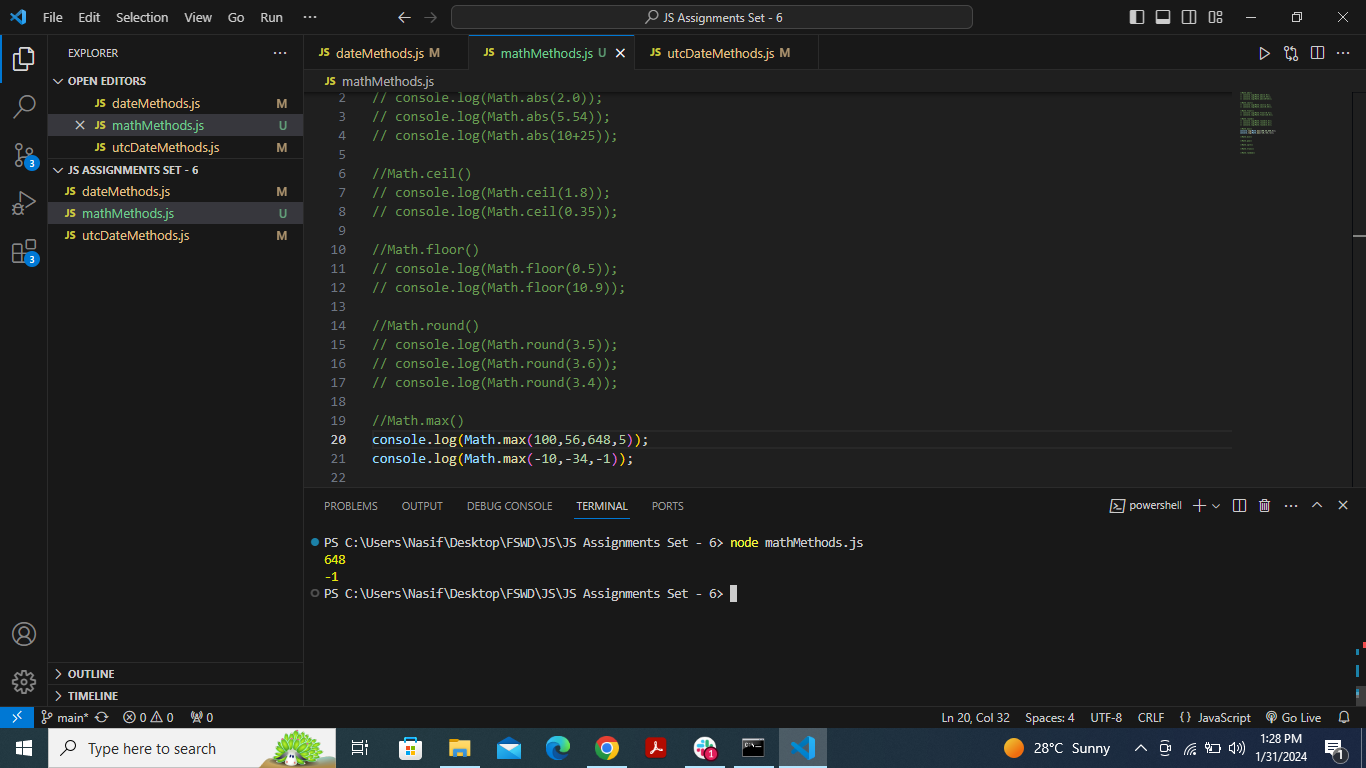 File Edit Selection View Go Run ···
JS Assignments Set - 6
EXPLORER
OPEN EDITORS
JS dateMethods.js M
JS mathMethods.js U
JS utcDateMethods.js M
JS ASSIGNMENTS SET - 6
JS dateMethods.js M
JS mathMethods.js U
JS utcDateMethods.js M
OUTLINE
TIMELINE
3
3
JS dateMethods.js M JS mathMethods.js U JS utcDateMethods.js M
JS mathMethods.js
2 // console.log(Math.abs(2.0));
3 // console.log(Math.abs(5.54));
4 // console.log(Math.abs(10+25));
5
6 //Math.ceil()
7 // console.log(Math.ceil(1.8));
8 // console.log(Math.ceil(0.35));
9
10 //Math.floor()
11 // console.log(Math.floor(0.5));
12 // console.log(Math.floor(10.9));
13
14 //Math.round()
15 // console.log(Math.round(3.5));
16 // console.log(Math.round(3.6));
17 // console.log(Math.round(3.4));
18
19 //Math.max()
20 console.log(Math.max(100,56,648,5));
21 console.log(Math.max(-10,-34,-1));
22
PROBLEMS OUTPUT DEBUG CONSOLE TERMINAL PORTS powershell
PS C:\Users\Nasif\Desktop\FSWD\JS\JS Assignments Set - 6> node mathMethods.js
648
-1
PS C:\Users\Nasif\Desktop\FSWD\JS\JS Assignments Set - 6>
main* 0 0 0 Ln 20, Col 32 Spaces: 4 UTF-8 CRLF {} JavaScript Go Live
Type here to search
1
28°C Sunny
1:28 PM
1/31/2024
1